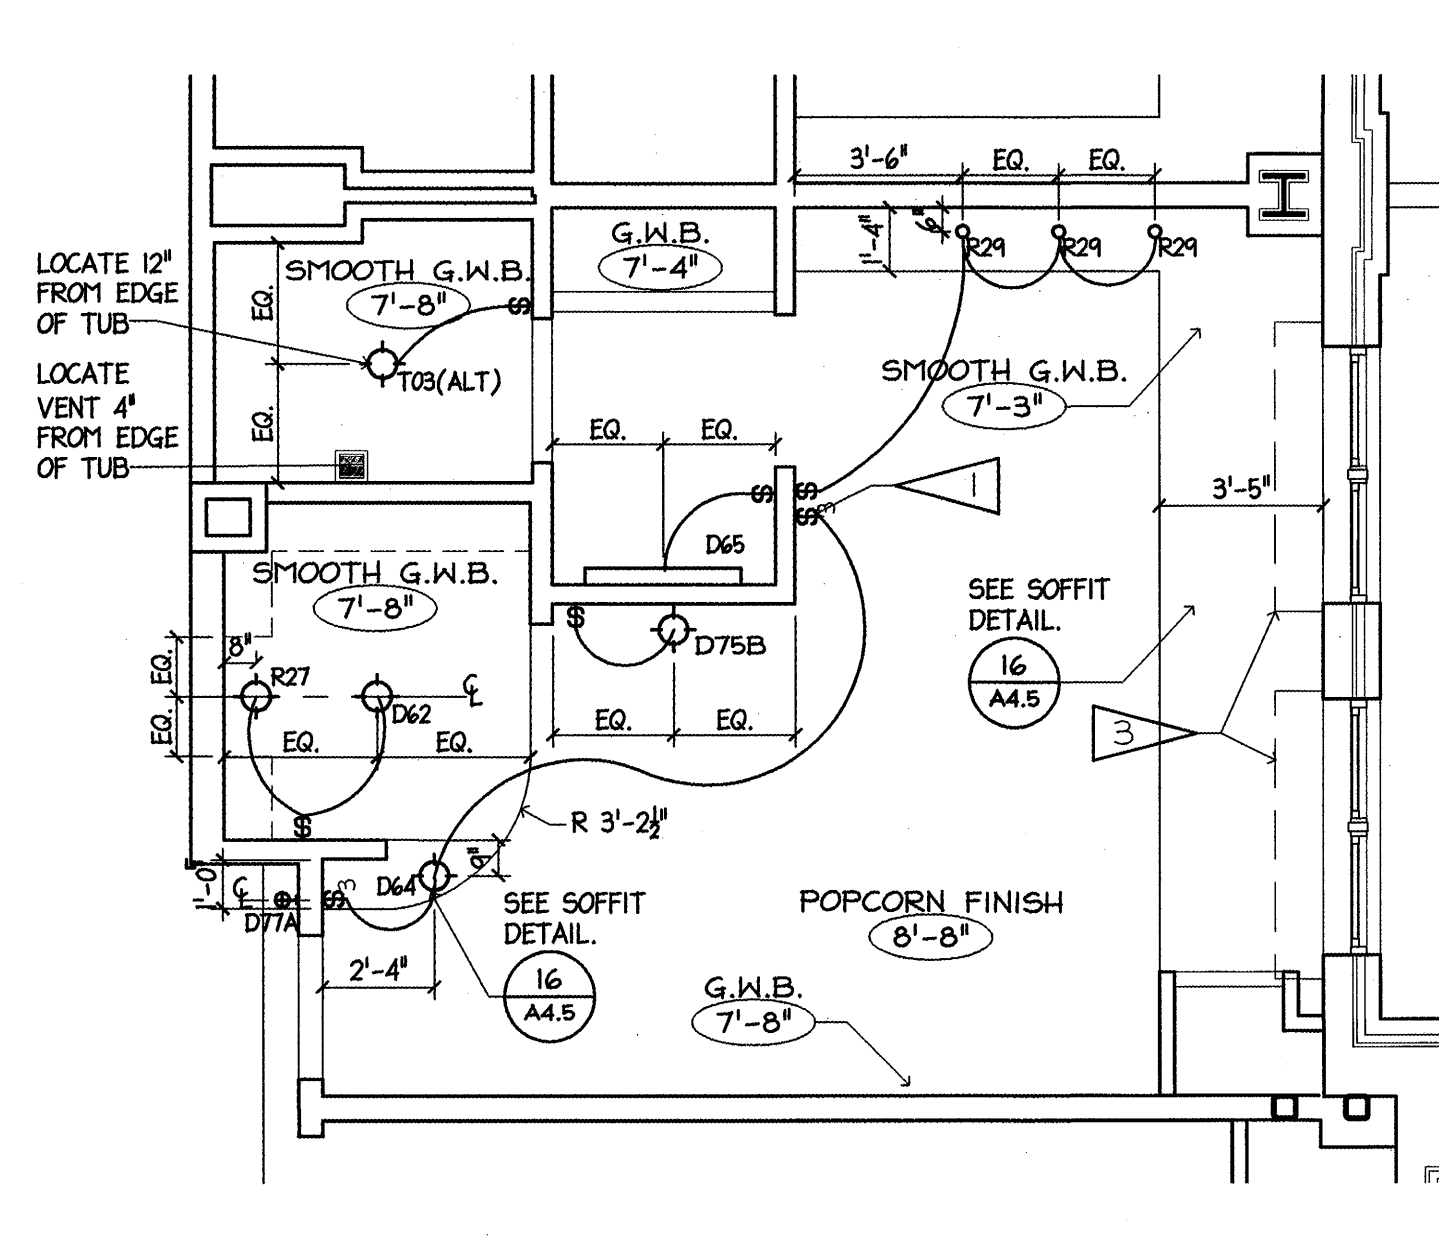 3'-6"
EQ.
EQ.
1'-4"
6"
R29
R29
R29
G.W.B.
7'-4"
SMOOTH G.W.B.
7'-8"
LOCATE 12"
FROM EDGE
OF TUB
EQ.
$
T03(ALT)
LOCATE
VENT 4"
FROM EDGE
OF TUB
EQ.
SMOOTH G.W.B.
7'-3"
EQ.
EQ.
$
$
$3
1
3'-5"
D65
SMOOTH G.W.B.
7'-8"
SEE SOFFIT
DETAIL.
16
A4.5
$
D75B
8"
EQ.
R27
D62
℄
EQ.
EQ.
EQ.
EQ.
EQ.
3
$
R 3'-2½"
9"
1'-0"
℄
D77A
$3
D64
SEE SOFFIT
DETAIL.
16
A4.5
2'-4"
POPCORN FINISH
8'-8"
G.W.B.
7'-8"